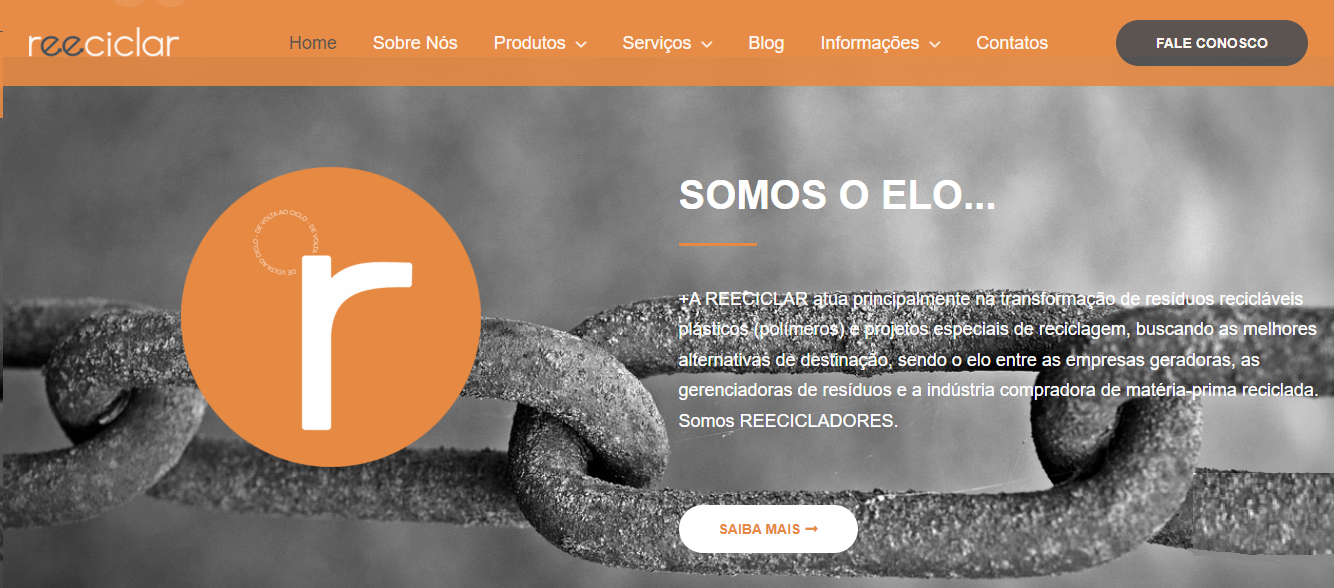 reeciclar
Home
Sobre Nós
Produtos
Serviços
Blog
Informações
Contatos
FALE CONOSCO
DE VOLTA AO CICLO · DE VOLTA AO CICLO · DE VOLTA
r
SOMOS O ELO...
+A REECICLAR atua principalmente na transformação de resíduos recicláveis
plásticos (polímeros) e projetos especiais de reciclagem, buscando as melhores
alternativas de destinação, sendo o elo entre as empresas geradoras, as
gerenciadoras de resíduos e a indústria compradora de matéria-prima reciclada.
Somos REECICLADORES.
SAIBA MAIS